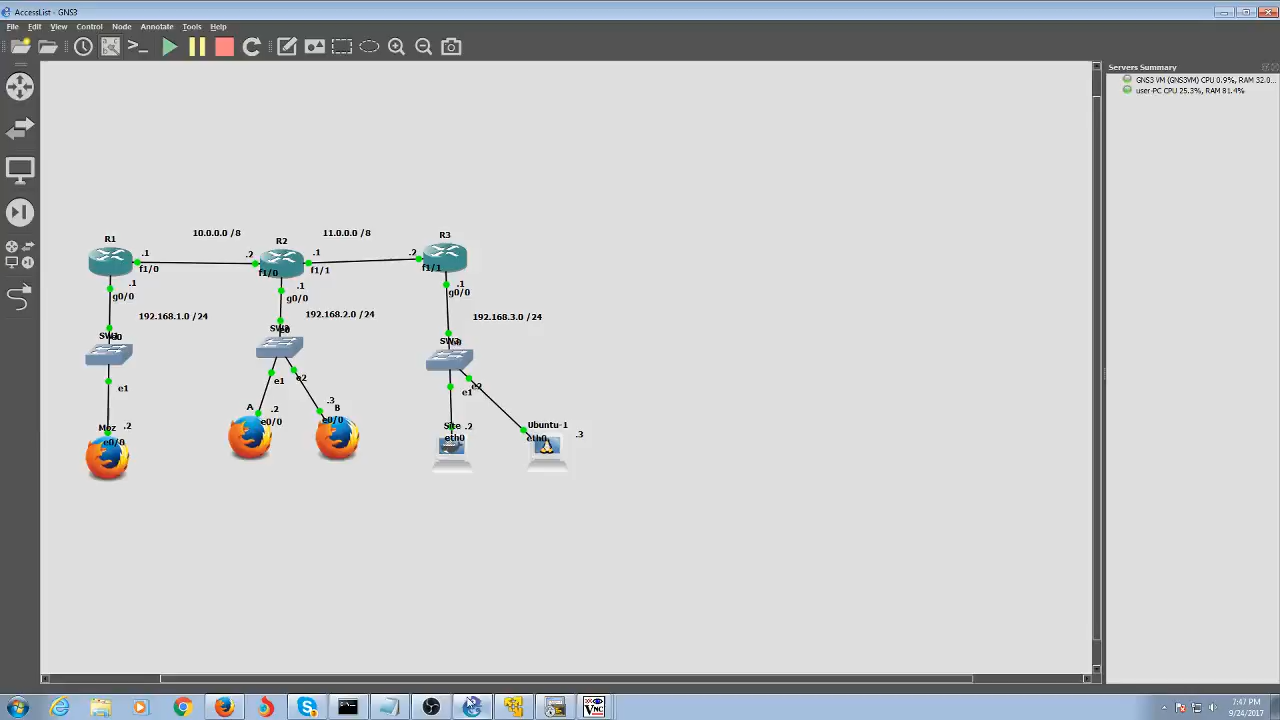 AccessList - GNS3
File Edit View Control Node Annotate Tools Help
Servers Summary
GNS3 VM (GNS3VM) CPU 0.9%, RAM 32.0...
user-PC CPU 25.3%, RAM 81.4%
R1
10.0.0.0 /8
R2
11.0.0.0 /8
R3
.1
f1/0
.2
f1/0
.1
f1/1
.2
f1/1
.1
g0/0
.1
g0/0
.1
g0/0
192.168.1.0 /24
192.168.2.0 /24
192.168.3.0 /24
e1
e1
e2
e1
e2
Moz
.2
e0/0
A
.2
e0/0
.3
B
e0/0
Site
.2
eth0
Ubuntu-1
eth0
.3
7:47 PM
9/24/2017